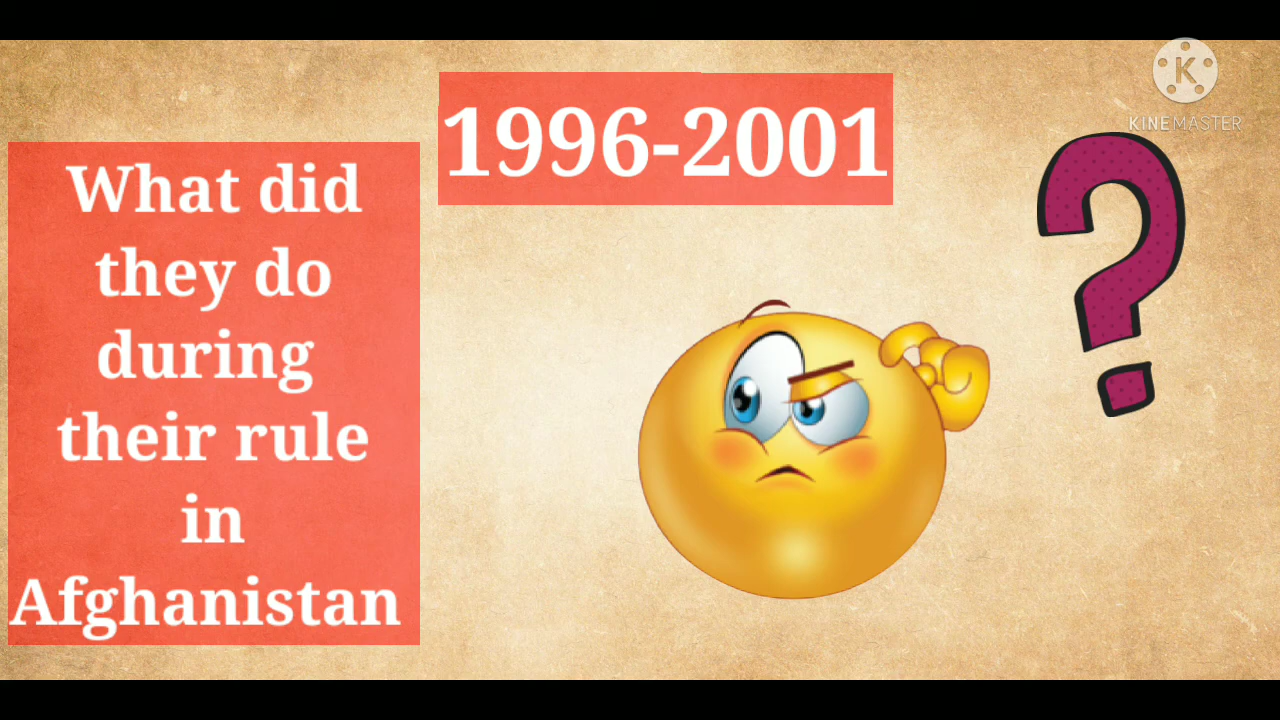 1996-2001
What did
they do
during
their rule
in
Afghanistan
K
KINEMASTER